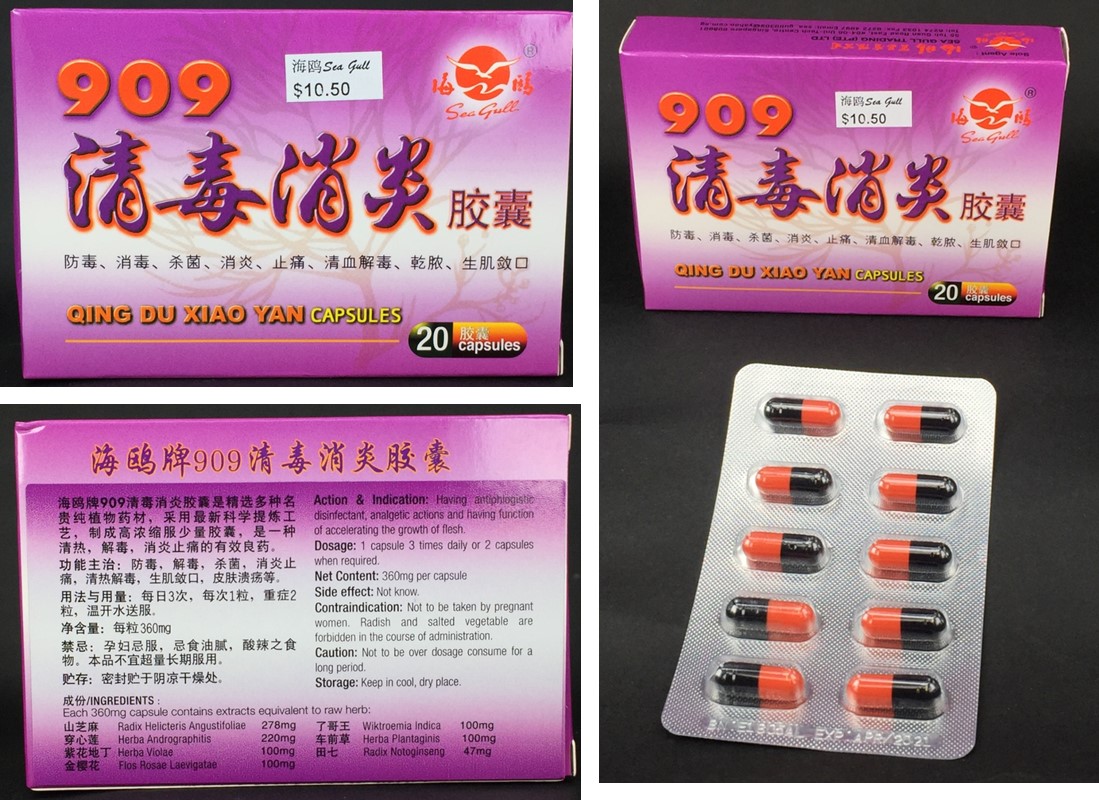 909
海鸥Sea Gull
$10.50
海鸥
®
Sea Gull
清毒消炎胶囊
防毒、消毒、杀菌、消炎、止痛、清血解毒、乾脓、生肌敛口
QING DU XIAO YAN CAPSULES
20 胶囊 capsules
SEA GULL TRADING (PTE) LTD
Sole Agent :
909
海鸥Sea Gull
$10.50
海鸥
®
Sea Gull
清毒消炎胶囊
防毒、消毒、杀菌、消炎、止痛、清血解毒、乾脓、生肌敛口
QING DU XIAO YAN CAPSULES
20 胶囊 capsules
海鸥牌909清毒消炎胶囊
海鸥牌909清毒消炎胶囊是精选多种名
贵纯植物药材，采用最新科学提炼工
艺，制成高浓缩服少量胶囊，是一种
清热，解毒，消炎止痛的有效良药。
功能主治：防毒，解毒，杀菌，消炎止
痛，清热解毒，生肌敛口，皮肤溃疡等。
用法与用量：每日3次，每次1粒，重症2
粒，温开水送服。
净含量：每粒360mg
禁忌：孕妇忌服，忌食油腻，酸辣之食
物。本品不宜超量长期服用。
贮存：密封贮于阴凉干燥处。
Action & Indication: Having antiphlogistic
disinfectant, analgetic actions and having function
of accelerating the growth of flesh.
Dosage: 1 capsule 3 times daily or 2 capsules
when required.
Net Content: 360mg per capsule
Side effect: Not know.
Contraindication: Not to be taken by pregnant
women. Radish and salted vegetable are
forbidden in the course of administration.
Caution: Not to be over dosage consume for a
long period.
Storage: Keep in cool, dry place.
成份/INGREDIENTS :
Each 360mg capsule contains extracts equivalent to raw herb:
山芝麻 Radix Helicteris Angustifoliae 278mg
穿心莲 Herba Andrographitis 220mg
紫花地丁 Herba Violae 100mg
金樱花 Flos Rosae Laevigatae 100mg
了哥王 Wiktroemia Indica 100mg
车前草 Herba Plantaginis 100mg
田七 Radix Notoginseng 47mg